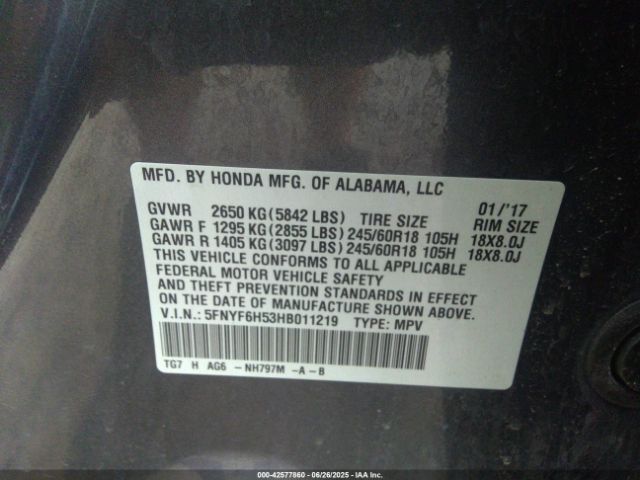 MFD. BY HONDA MFG. OF ALABAMA, LLC
GVWR 2650 KG (5842 LBS) TIRE SIZE 01/'17 RIM SIZE
GAWR F 1295 KG (2855 LBS) 245/60R18 105H 18X8.0J
GAWR R 1405 KG (3097 LBS) 245/60R18 105H 18X8.0J
THIS VEHICLE CONFORMS TO ALL APPLICABLE
FEDERAL MOTOR VEHICLE SAFETY
AND THEFT PREVENTION STANDARDS IN EFFECT
ON THE DATE OF MANUFACTURE SHOWN ABOVE.
V.I.N.: 5FNYF6H53HB011219 TYPE: MPV
TG7 H AG6 -NH797M -A-B
000-42577860 - 06/26/2025 - IAA Inc.